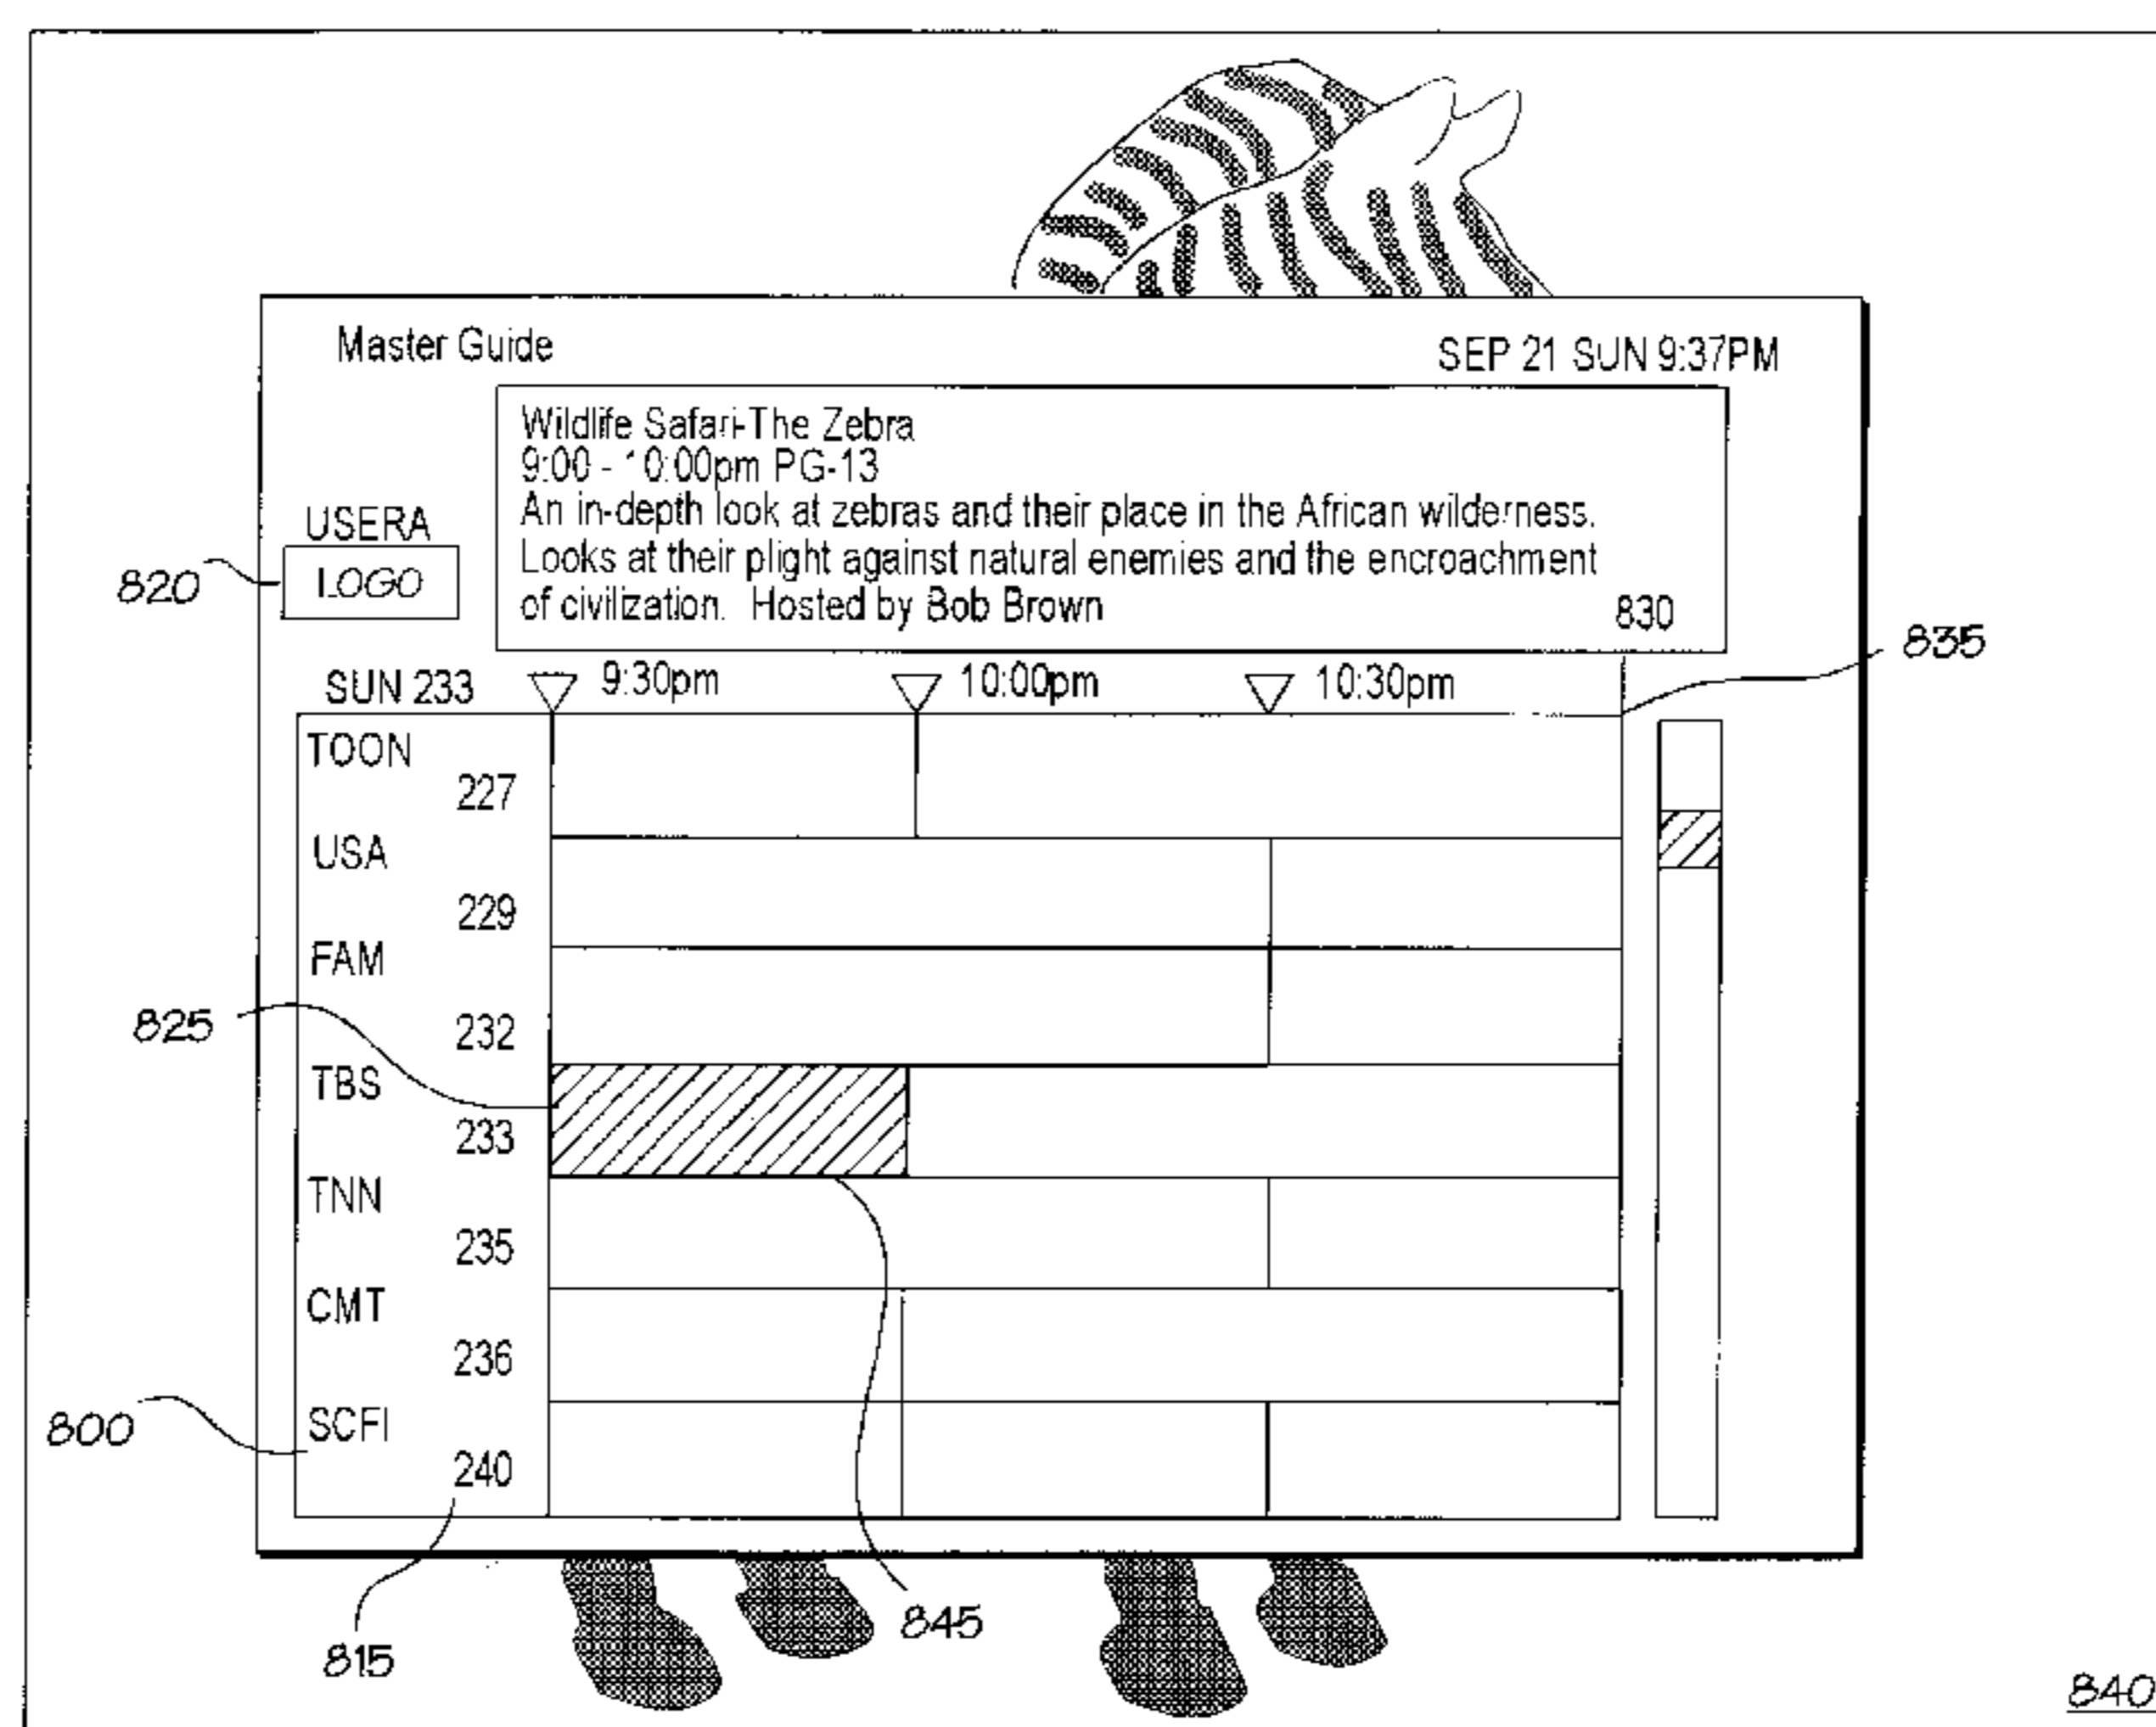 Master Guide
SEP 21 SUN 9:37PM
Wildlife Safari-The Zebra
9:00 - 10:00pm PG-13
An in-depth look at zebras and their place in the African wilderness.
Looks at their plight against natural enemies and the encroachment
of civilization. Hosted by Bob Brown
830
USERA
LOGO
820
835
SUN 233
9:30pm
10:00pm
10:30pm
TOON
227
USA
229
FAM
232
825
TBS
233
TNN
235
CMT
236
800
SCFI
240
845
815
840